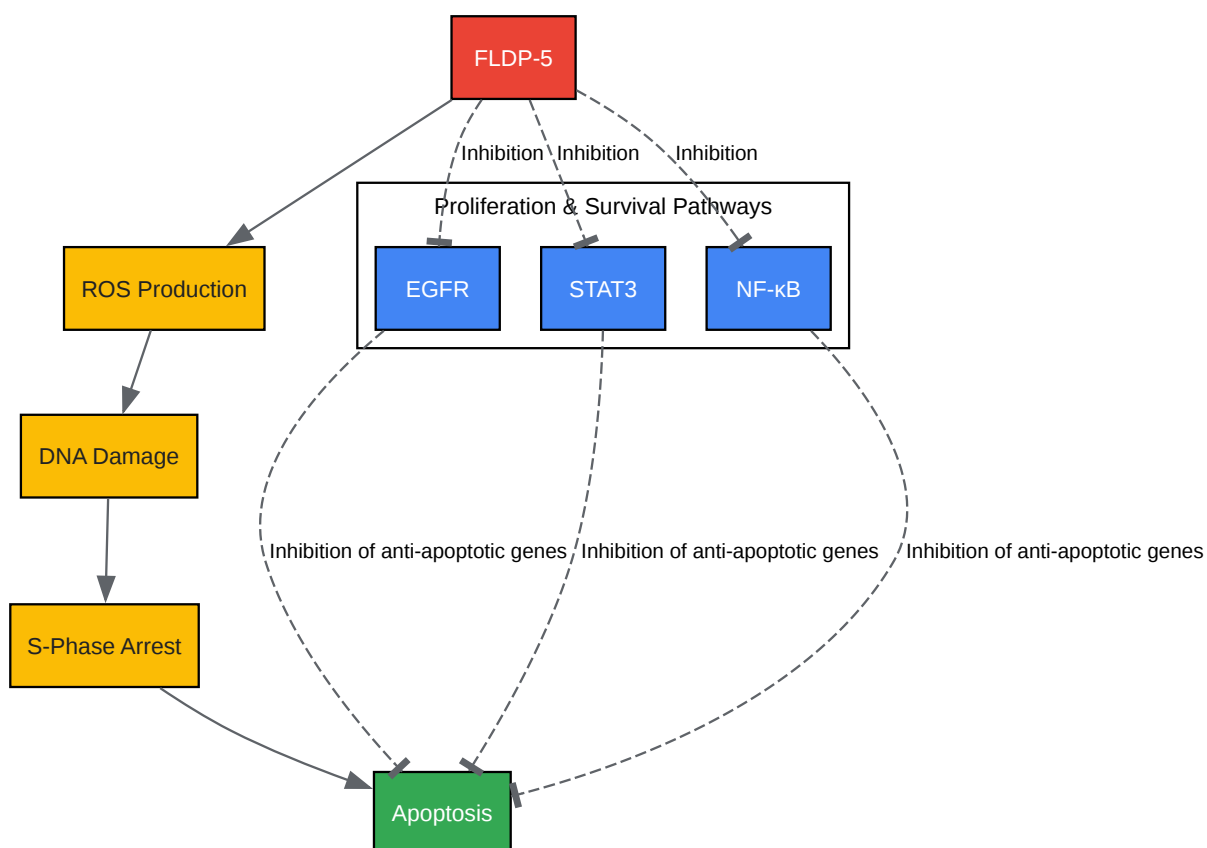 FLDP-5
Inhibition
Inhibition
Inhibition
Proliferation & Survival Pathways
ROS Production
EGFR
STAT3
NF-κB
DNA Damage
Inhibition of anti-apoptotic genes
Inhibition of anti-apoptotic genes
Inhibition of anti-apoptotic genes
S-Phase Arrest
Apoptosis